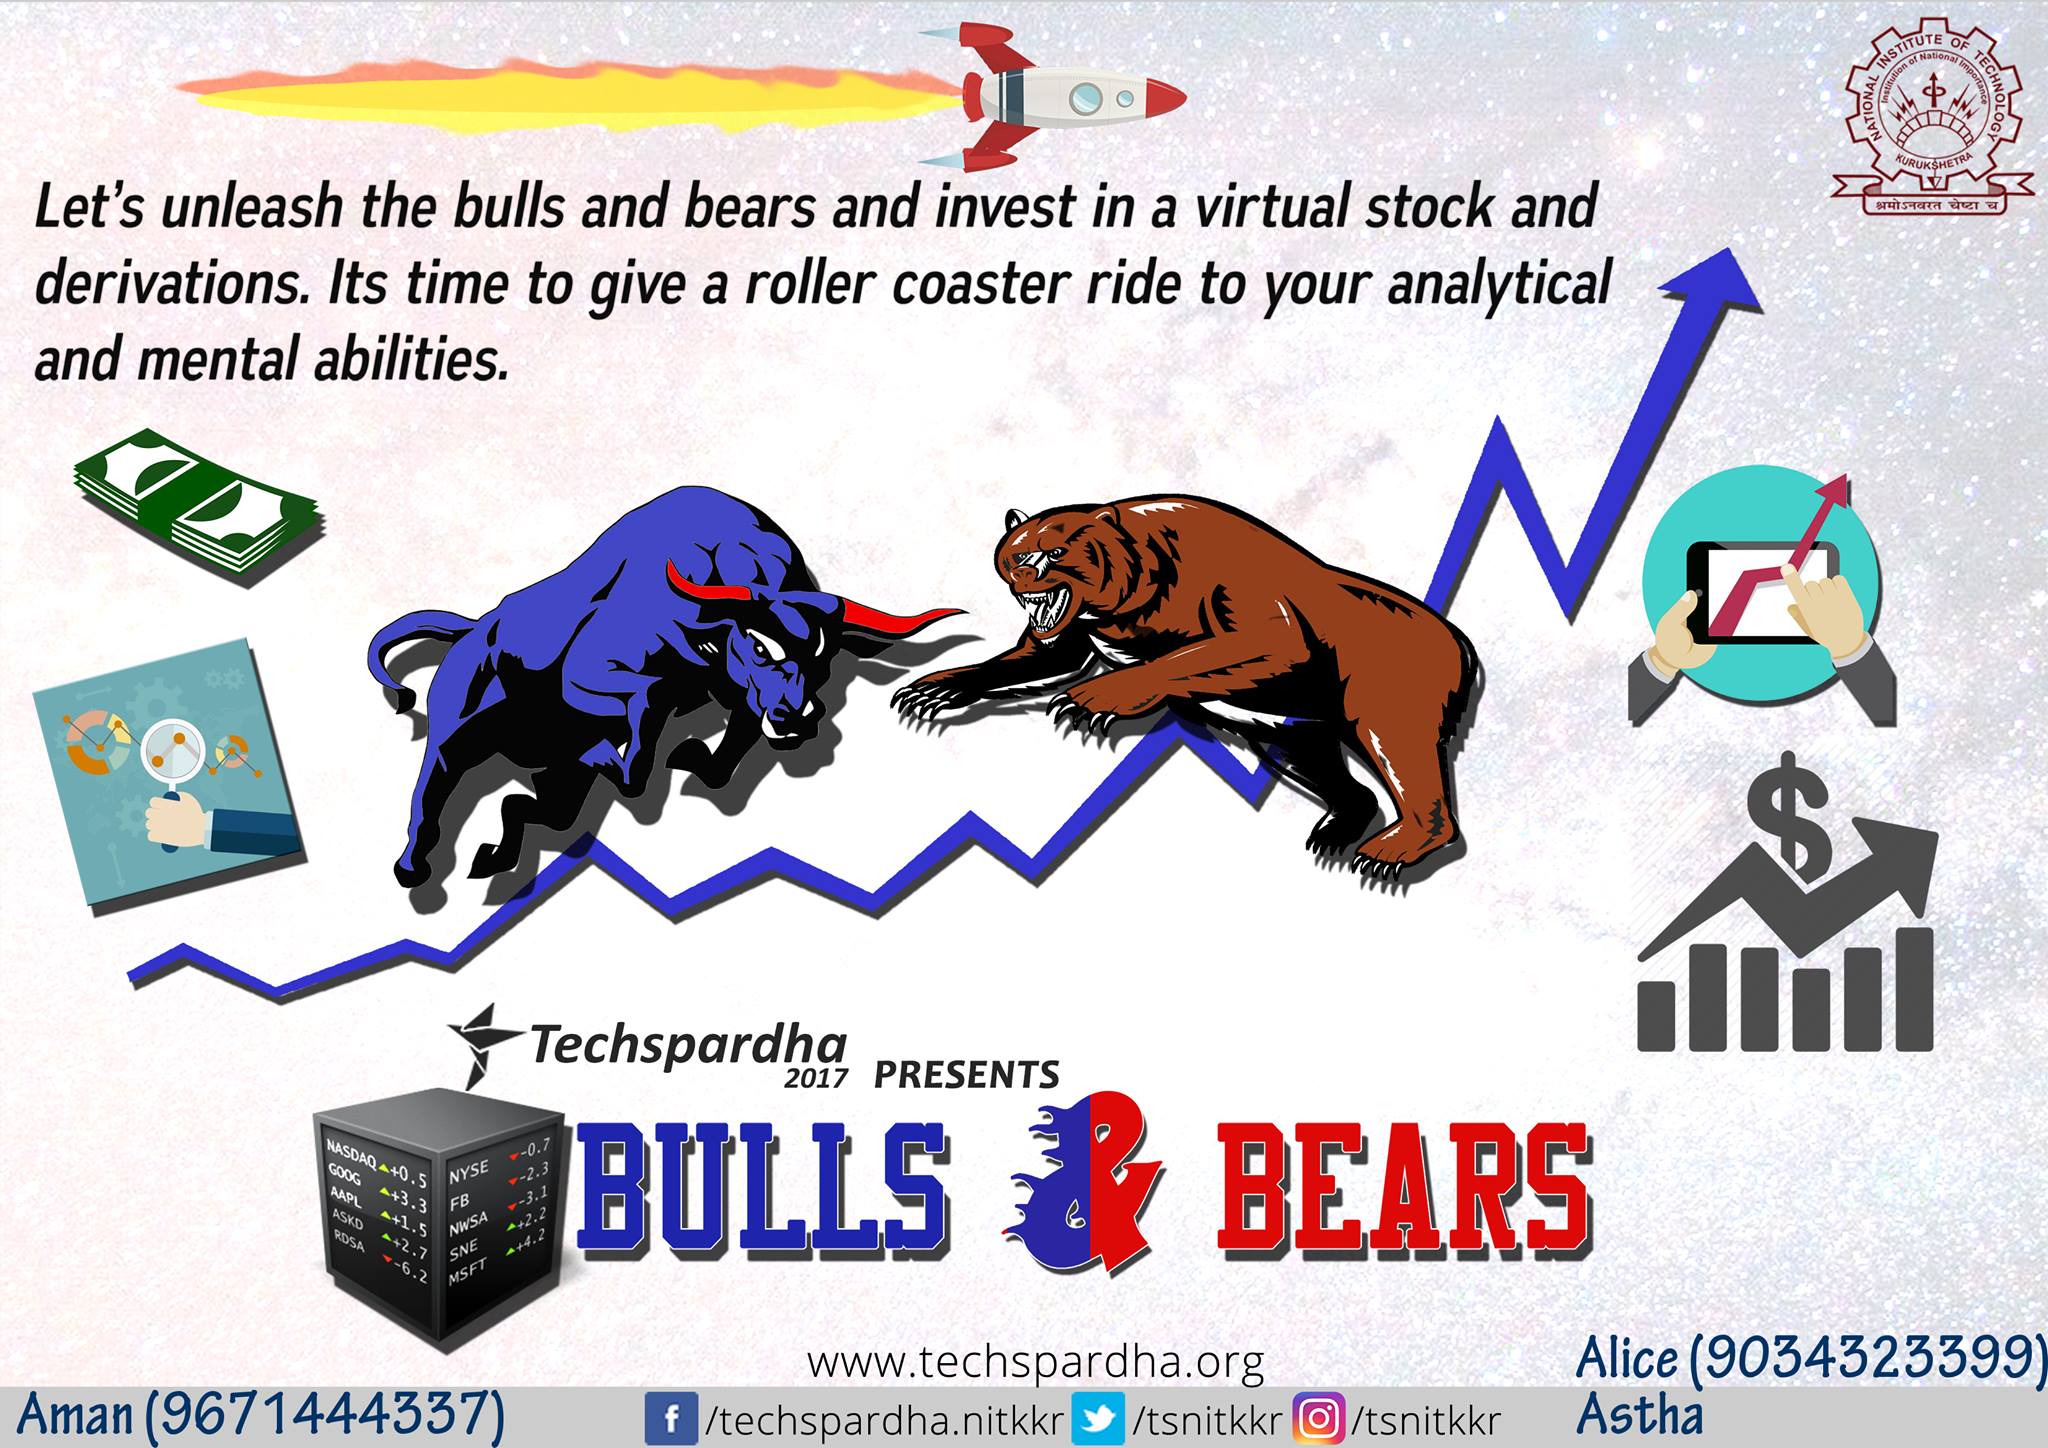 NATIONAL INSTITUTE OF TECHNOLOGY
Institution of National Importance
KURUKSHETRA
श्रमोऽनवरत चेष्टा च
Let's unleash the bulls and bears and invest in a virtual stock and
derivations. Its time to give a roller coaster ride to your analytical
and mental abilities.
$
Techspardha
2017 PRESENTS
BULLS & BEARS
NASDAQ +0.5
GOOG +3.3
AAPL +1.5
ASKD +2.7
RDSA -6.2
NYSE -0.7
FB -2.3
NWSA -3.1
SNE +2.2
MSFT +4.2
www.techspardha.org
Alice (9034323399)
Aman (9671444337) f /techspardha.nitkkr /tsnitkkr /tsnitkkr Astha